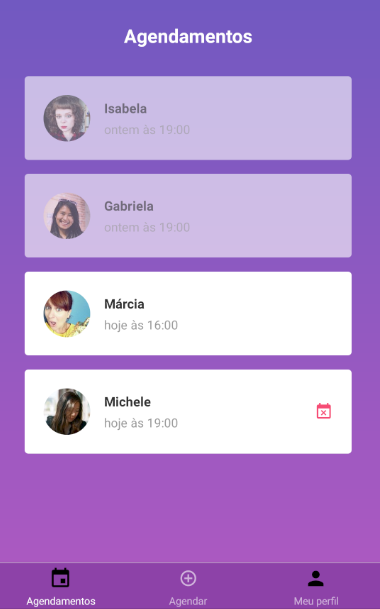 Agendamentos
Isabela
ontem às 19:00
Gabriela
ontem às 19:00
Márcia
hoje às 16:00
Michele
hoje às 19:00
Agendamentos
Agendar
Meu perfil